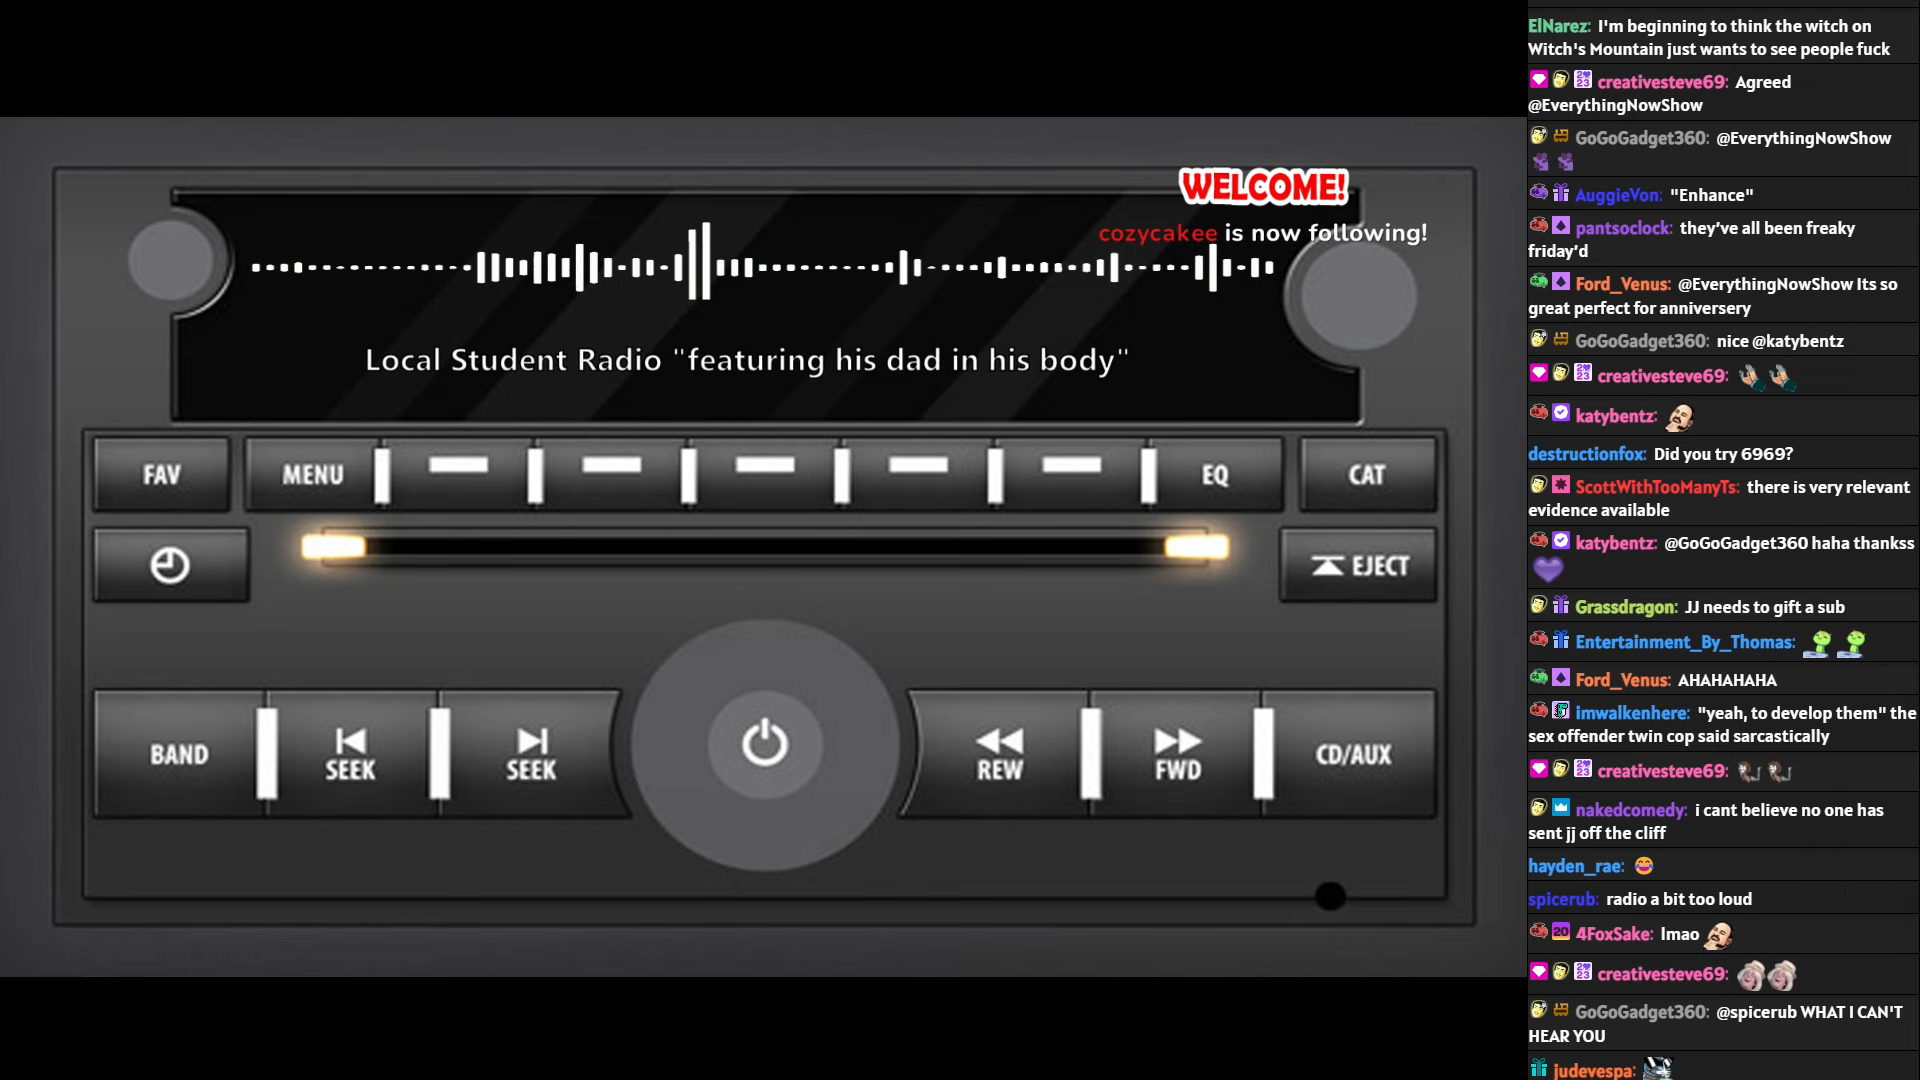 WELCOME!
cozycakee is now following!
Local Student Radio "featuring his dad in his body"
FAV
MENU
EQ
CAT
EJECT
BAND
SEEK
SEEK
REW
FWD
CD/AUX
ElNarez: I'm beginning to think the witch on
Witch's Mountain just wants to see people fuck
creativesteve69: Agreed
@EverythingNowShow
GoGoGadget360: @EverythingNowShow
AuggieVon: "Enhance"
pantsoclock: they've all been freaky
friday'd
Ford_Venus: @EverythingNowShow Its so
great perfect for anniversery
GoGoGadget360: nice @katybentz
creativesteve69:
katybentz:
destructionfox: Did you try 6969?
ScottWithTooManyTs: there is very relevant
evidence available
katybentz: @GoGoGadget360 haha thankss
Grassdragon: JJ needs to gift a sub
Entertainment_By_Thomas:
Ford_Venus: AHAHAHAHA
imwalkenhere: "yeah, to develop them" the
sex offender twin cop said sarcastically
creativesteve69:
nakedcomedy: i cant believe no one has
sent jj off the cliff
hayden_rae:
spicerub: radio a bit too loud
4FoxSake: lmao
creativesteve69:
GoGoGadget360: @spicerub WHAT I CAN'T
HEAR YOU
judevespa: